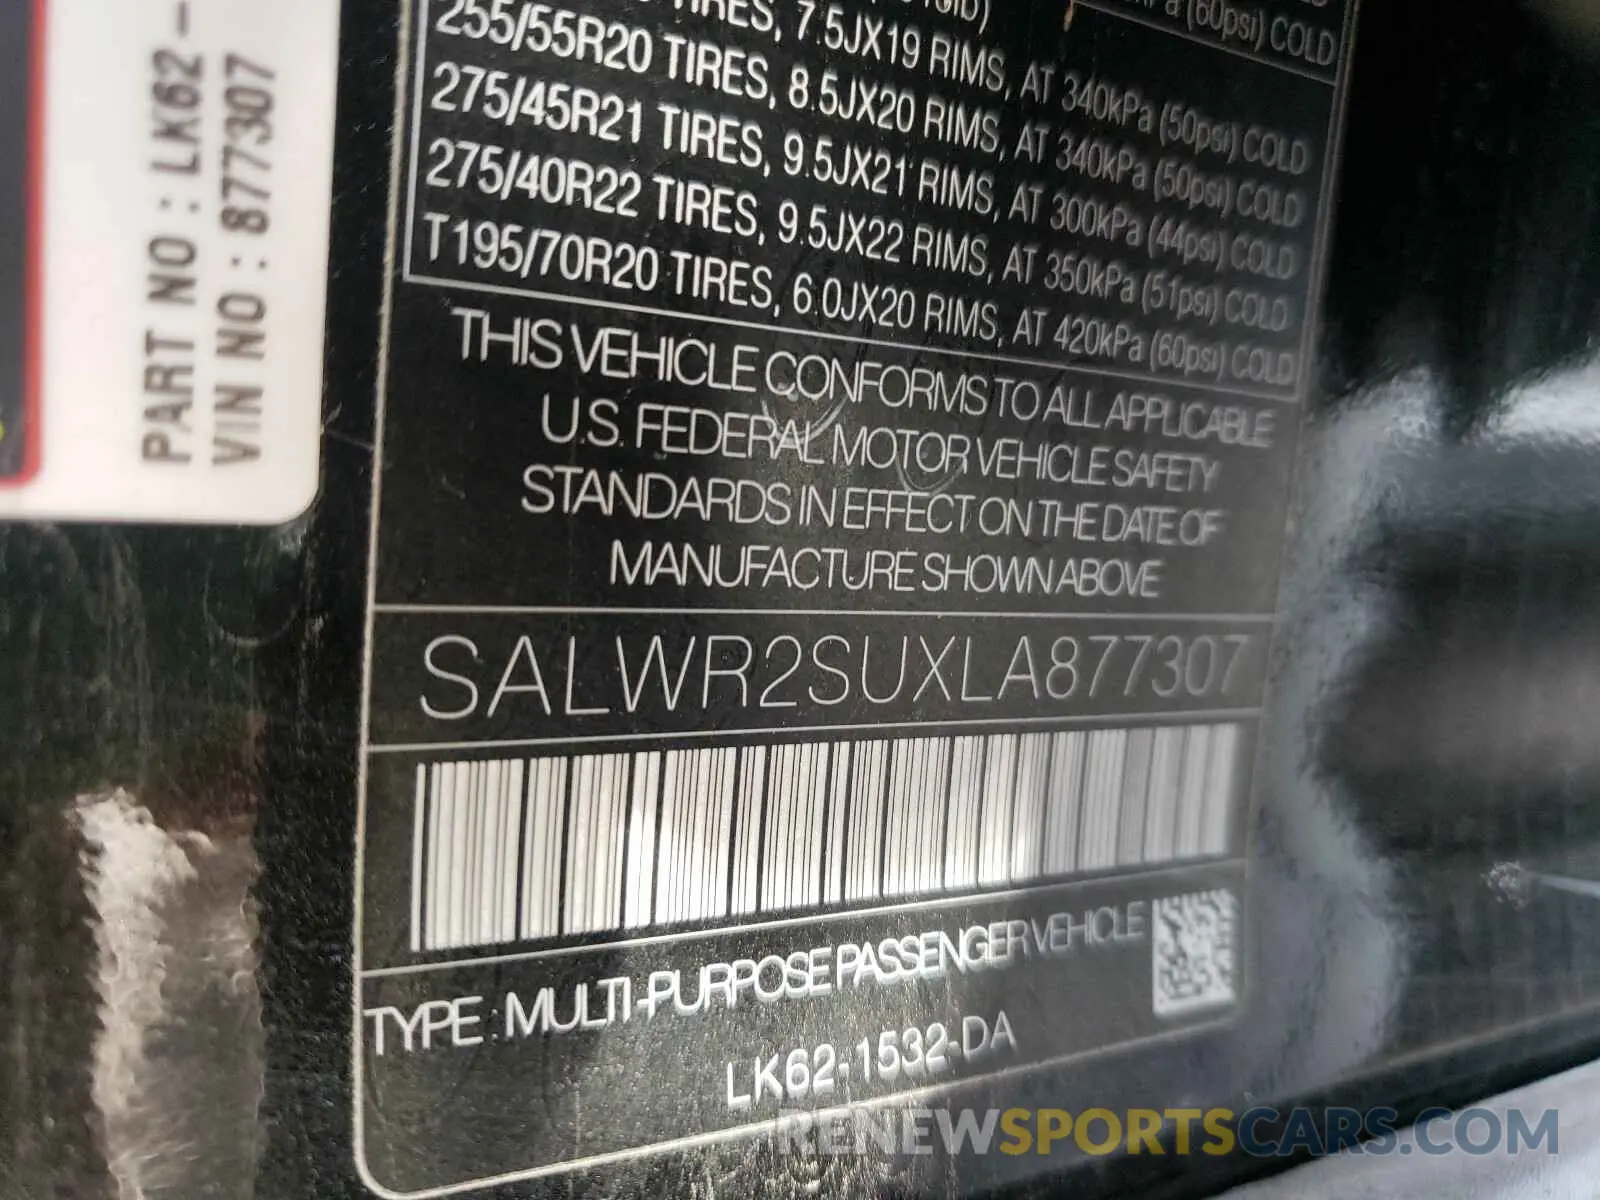 PART NO : LK62-
VIN NO : 877307
(60psi) COLD
TIRES, 7.5JX19 RIMS, AT 340kPa (50psi) COLD
255/55R20 TIRES, 8.5JX20 RIMS, AT 340kPa (50psi) COLD
275/45R21 TIRES, 9.5JX21 RIMS, AT 300kPa (44psi) COLD
275/40R22 TIRES, 9.5JX22 RIMS, AT 350kPa (51psi) COLD
T195/70R20 TIRES, 6.0JX20 RIMS, AT 420kPa (60psi) COLD
THIS VEHICLE CONFORMS TO ALL APPLICABLE
U.S. FEDERAL MOTOR VEHICLE SAFETY
STANDARDS IN EFFECT ON THE DATE OF
MANUFACTURE SHOWN ABOVE
SALWR2SUXLA877307
TYPE : MULTI-PURPOSE PASSENGER VEHICLE
LK62-1532-DA
RENEWSPORTSCARS.COM